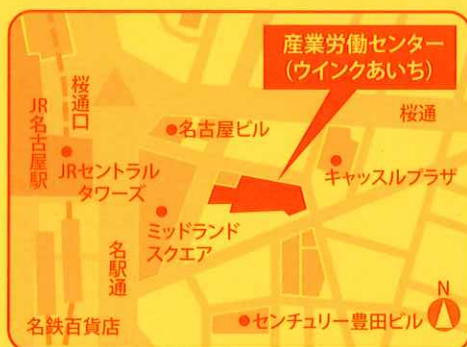 産業労働センター
(ウインクあいち)
桜通口
JR名古屋駅
桜通
名古屋ビル
JRセントラル
タワーズ
キャッスルプラザ
ミッドランド
スクエア
名駅通
N
名鉄百貨店
センチュリー豊田ビル